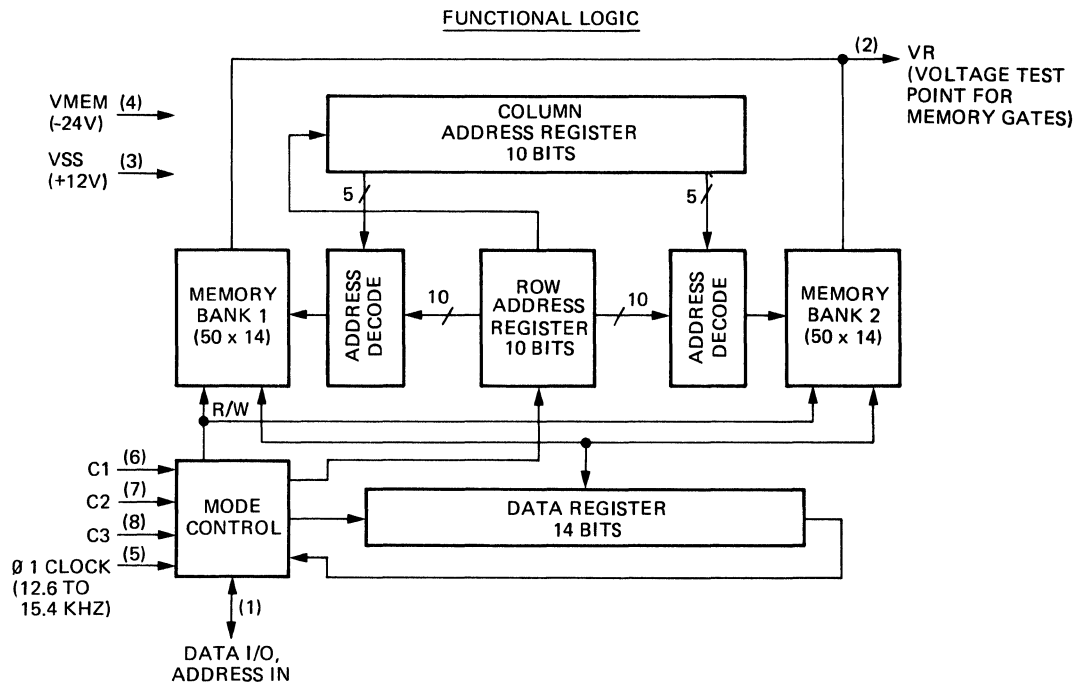 FUNCTIONAL LOGIC
(2)
VR
(VOLTAGE TEST
POINT FOR
MEMORY GATES)
VMEM (4)
(-24V)
VSS (3)
(+12V)
COLUMN
ADDRESS REGISTER
10 BITS
5
5
MEMORY
BANK 1
(50 x 14)
ADDRESS
DECODE
10
ROW
ADDRESS
REGISTER
10 BITS
10
ADDRESS
DECODE
MEMORY
BANK 2
(50 x 14)
R/W
C1 (6)
C2 (7)
C3 (8)
Ø 1 CLOCK (5)
(12.6 TO
15.4 KHZ)
MODE
CONTROL
DATA REGISTER
14 BITS
(1)
DATA I/O,
ADDRESS IN